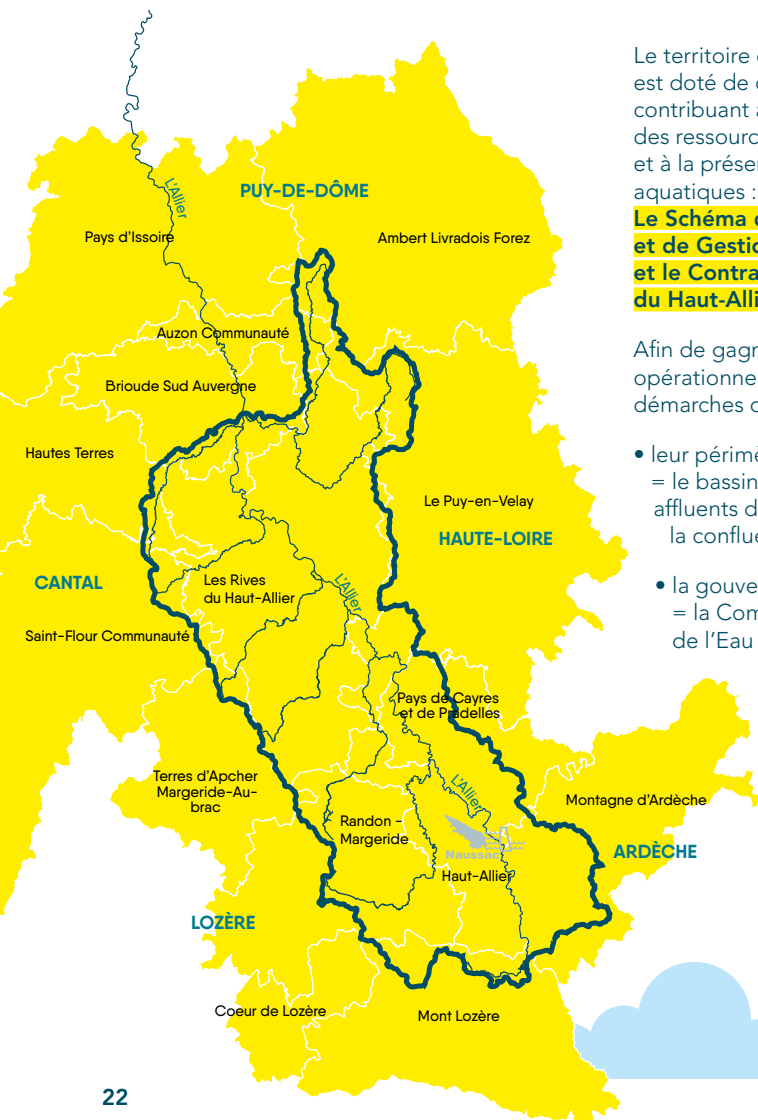 Le territoire
est doté de
contribuant
des ressourc
et à la présen
aquatiques :
Le Schéma
et de Gestio
et le Contra
du Haut-Alli
Afin de gagn
opérationne
démarches
• leur périmè
= le bassin
affluents d
la conflue
• la gouve
= la Com
de l'Eau
L'Allier
PUY-DE-DÔME
Pays d'Issoire
Ambert Livradois Forez
Auzon Communauté
Brioude Sud Auvergne
Hautes Terres
Le Puy-en-Velay
HAUTE-LOIRE
CANTAL
Les Rives
du Haut-Allier
L'Allier
Saint-Flour Communauté
Pays de Cayres
et de Pradelles
Terres d'Apcher
Margeride-Au-
brac
L'Allier
Montagne d'Ardèche
Randon -
Margeride
Naussac
ARDÈCHE
Haut-Allier
LOZÈRE
Coeur de Lozère
Mont Lozère
22